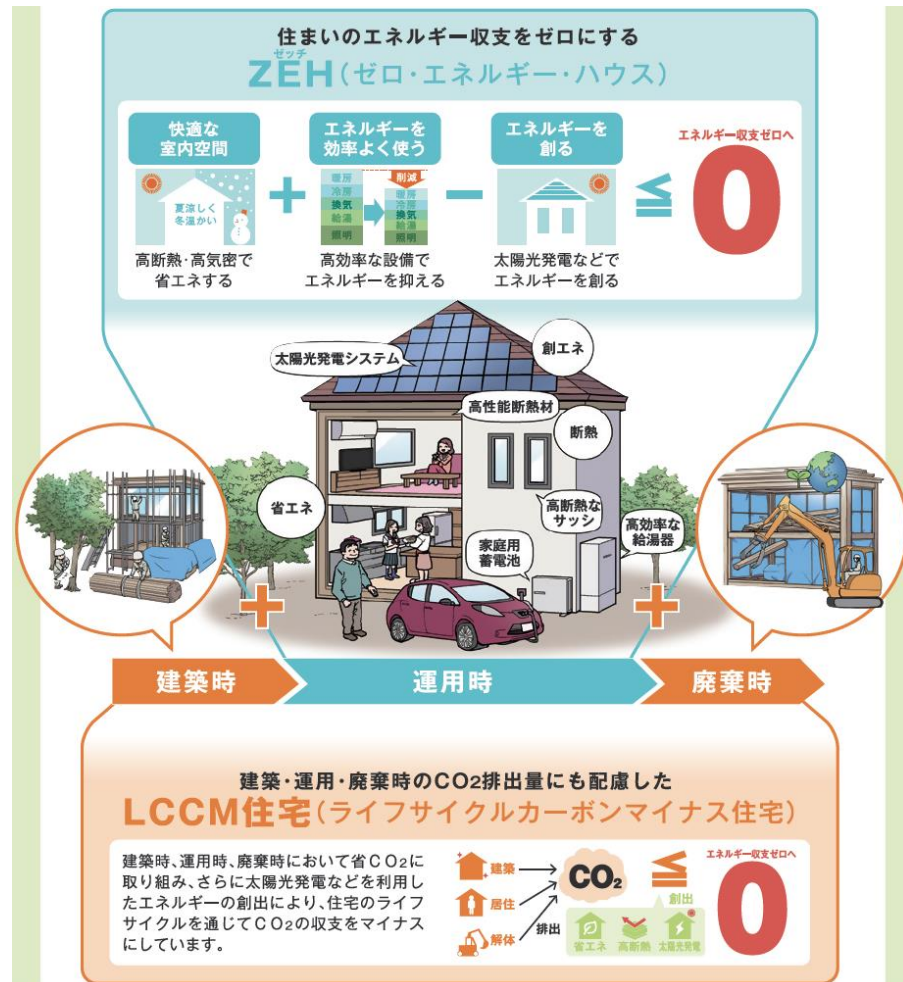 住まいのエネルギー収支をゼロにする
ゼッチ
ZEH(ゼロ・エネルギー・ハウス)
快適な
室内空間
夏涼しく
冬温かい
高断熱・高気密で
省エネする
+
エネルギーを
効率よく使う
暖房
冷房
換気
給湯
照明
削減
暖房
冷房
換気
給湯
照明
高効率な設備で
エネルギーを抑える
−
エネルギーを
創る
太陽光発電などで
エネルギーを創る
≦
エネルギー収支ゼロへ
0
太陽光発電システム
創エネ
高性能断熱材
断熱
省エネ
高断熱な
サッシ
高効率な
給湯器
家庭用
蓄電池
+
+
建築時
運用時
廃棄時
建築・運用・廃棄時のCO2排出量にも配慮した
LCCM住宅(ライフサイクルカーボンマイナス住宅)
建築時、運用時、廃棄時において省CO2に
取り組み、さらに太陽光発電などを利用し
たエネルギーの創出により、住宅のライフ
サイクルを通じてCO2の収支をマイナス
にしています。
建築
居住
解体
排出
CO2
≦
創出
省エネ
高断熱
太陽光発電
エネルギー収支ゼロへ
0